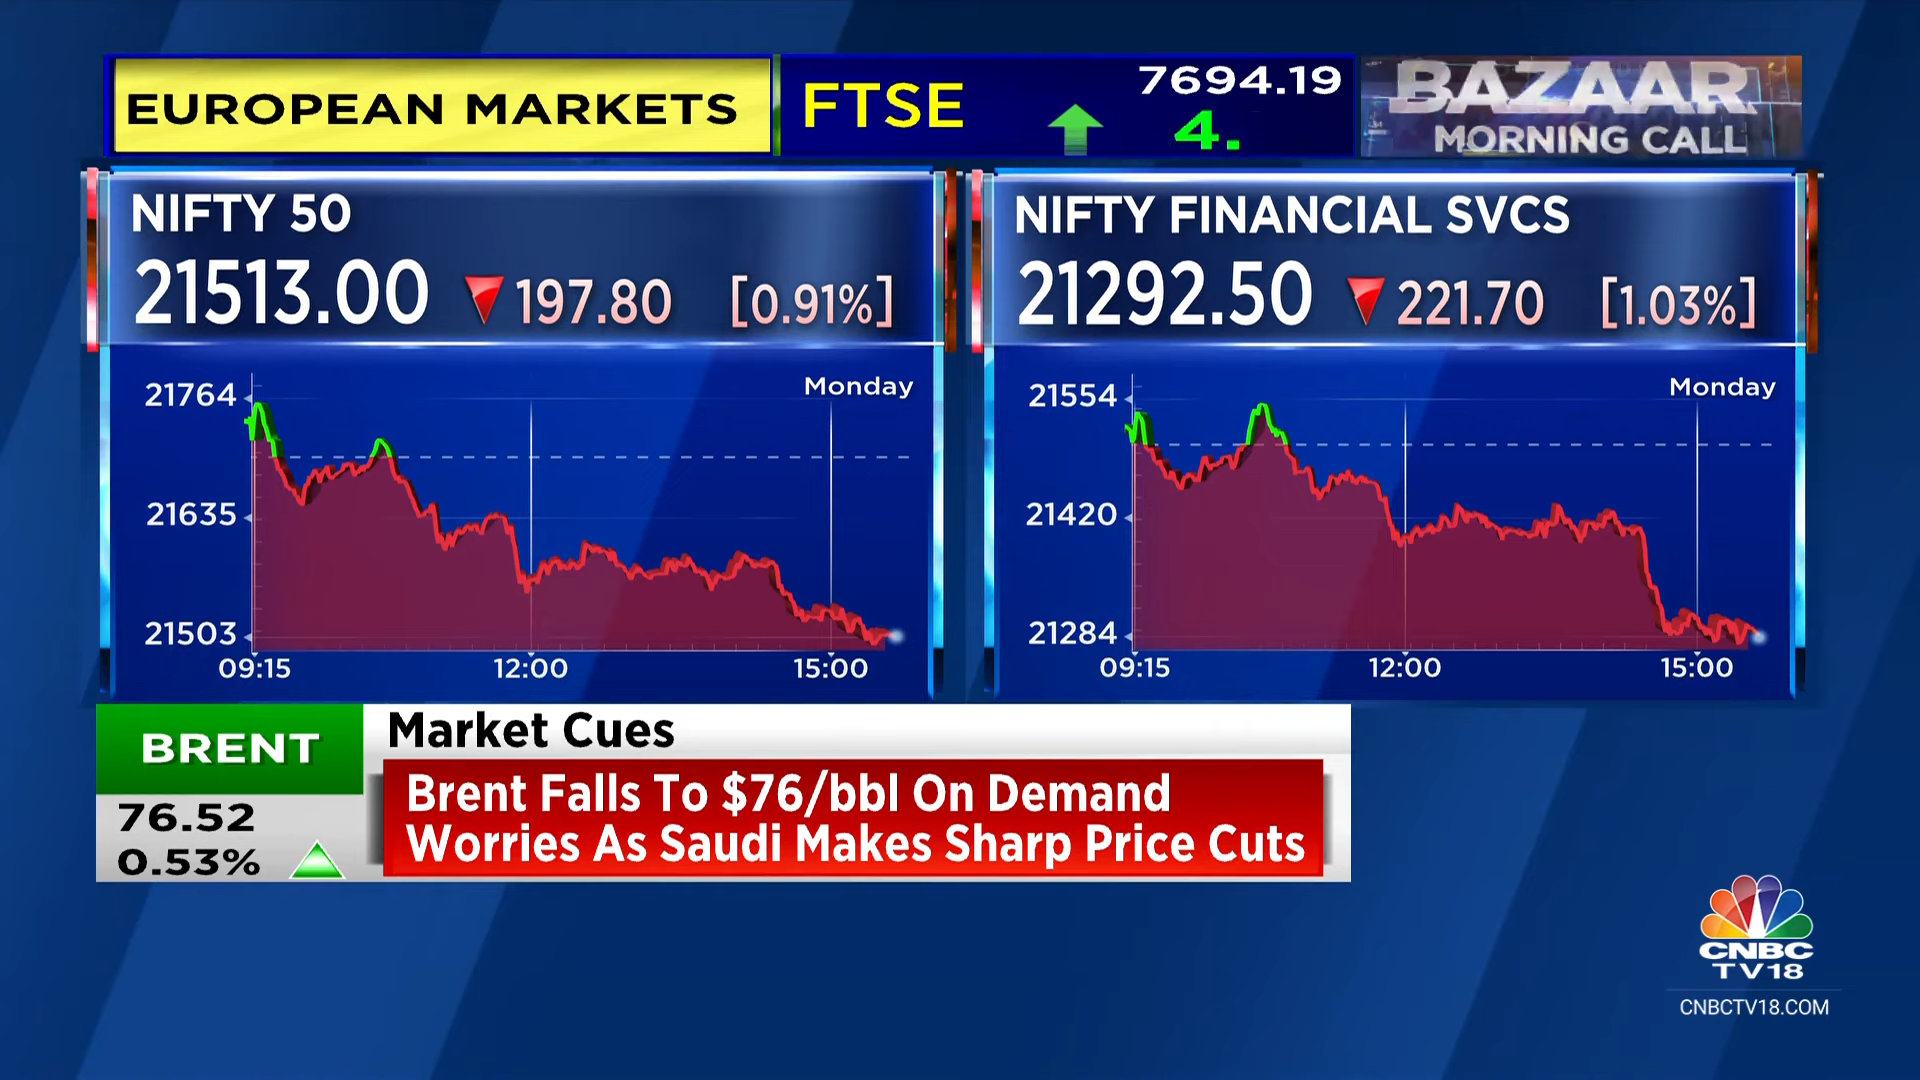 EUROPEAN MARKETS
FTSE
7694.19
4.
BAZAAR
MORNING CALL
NIFTY 50
21513.00 197.80 [0.91%]
Monday
21764
21635
21503
09:15 12:00 15:00
NIFTY FINANCIAL SVCS
21292.50 221.70 [1.03%]
Monday
21554
21420
21284
09:15 12:00 15:00
BRENT
76.52
0.53%
Market Cues
Brent Falls To $76/bbl On Demand
Worries As Saudi Makes Sharp Price Cuts
CNBC
TV18
CNBCTV18.COM